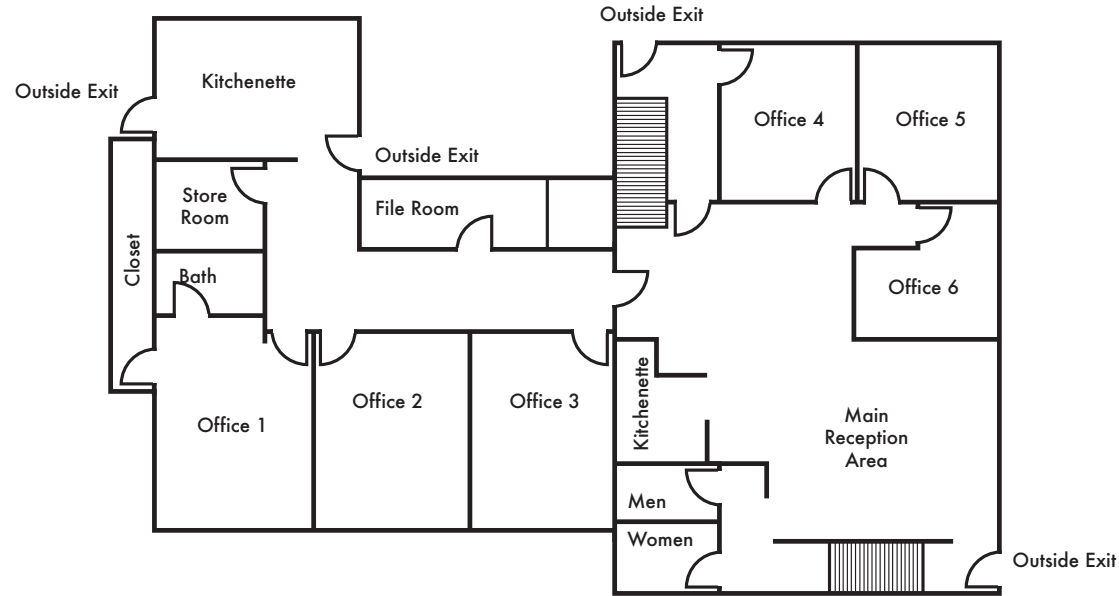 Outside Exit
Kitchenette
Outside Exit
Office 4
Office 5
Outside Exit
Store
Room
File Room
Closet
Bath
Office 6
Office 1
Office 2
Office 3
Kitchenette
Main
Reception
Area
Men
Women
Outside Exit